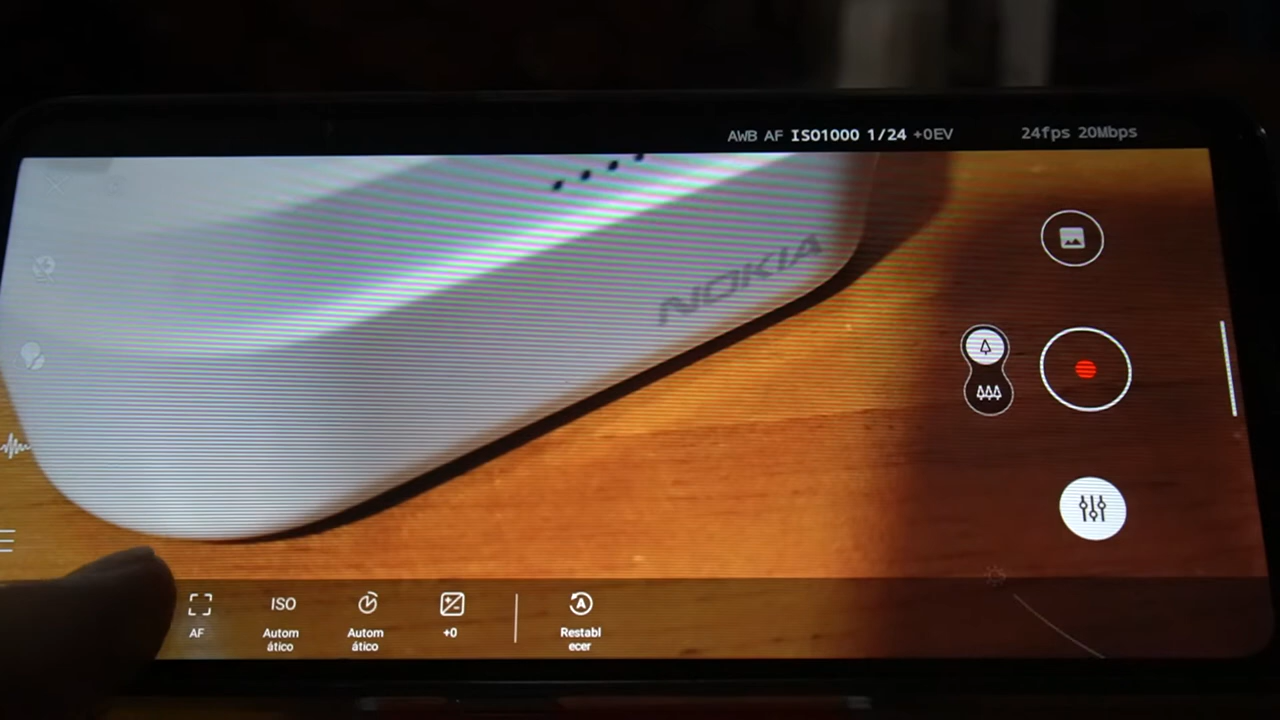 AWB AF ISO1000 1/24 +0EV 24fps 20Mbps
NOKIA
A
AF
ISO
Autom
ático
Autom
ático
+0
Restabl
ecer